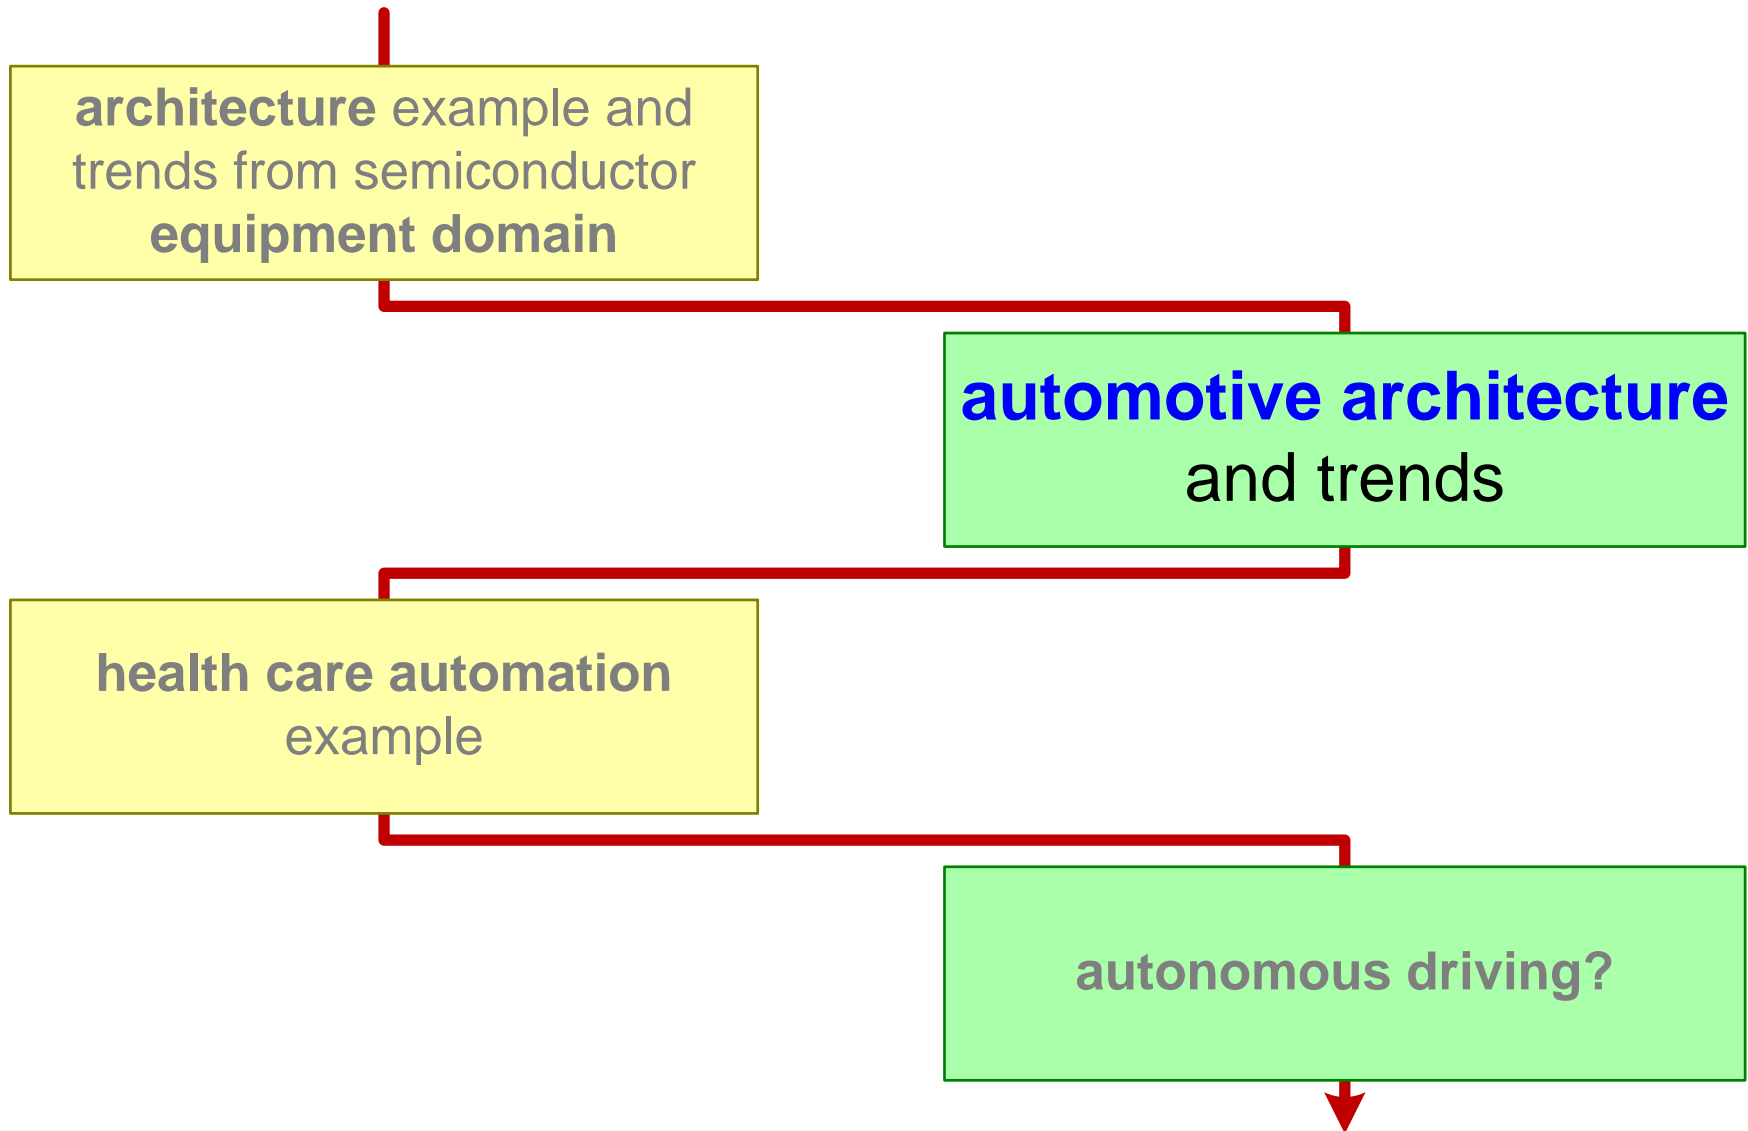 architecture example and
trends from semiconductor
equipment domain
automotive architecture
and trends
health care automation
example
autonomous driving?